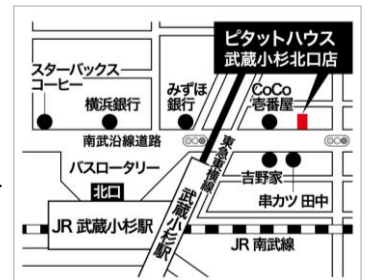 ピタットハウス
武蔵小杉北口店
スターバックス
コーヒー
横浜銀行
みずほ
銀行
CoCo
壱番屋
南武沿線道路
東急東横線
バスロータリー
吉野家
串カツ 田中
北口
JR 武蔵小杉駅
武蔵小杉駅
JR 南武線